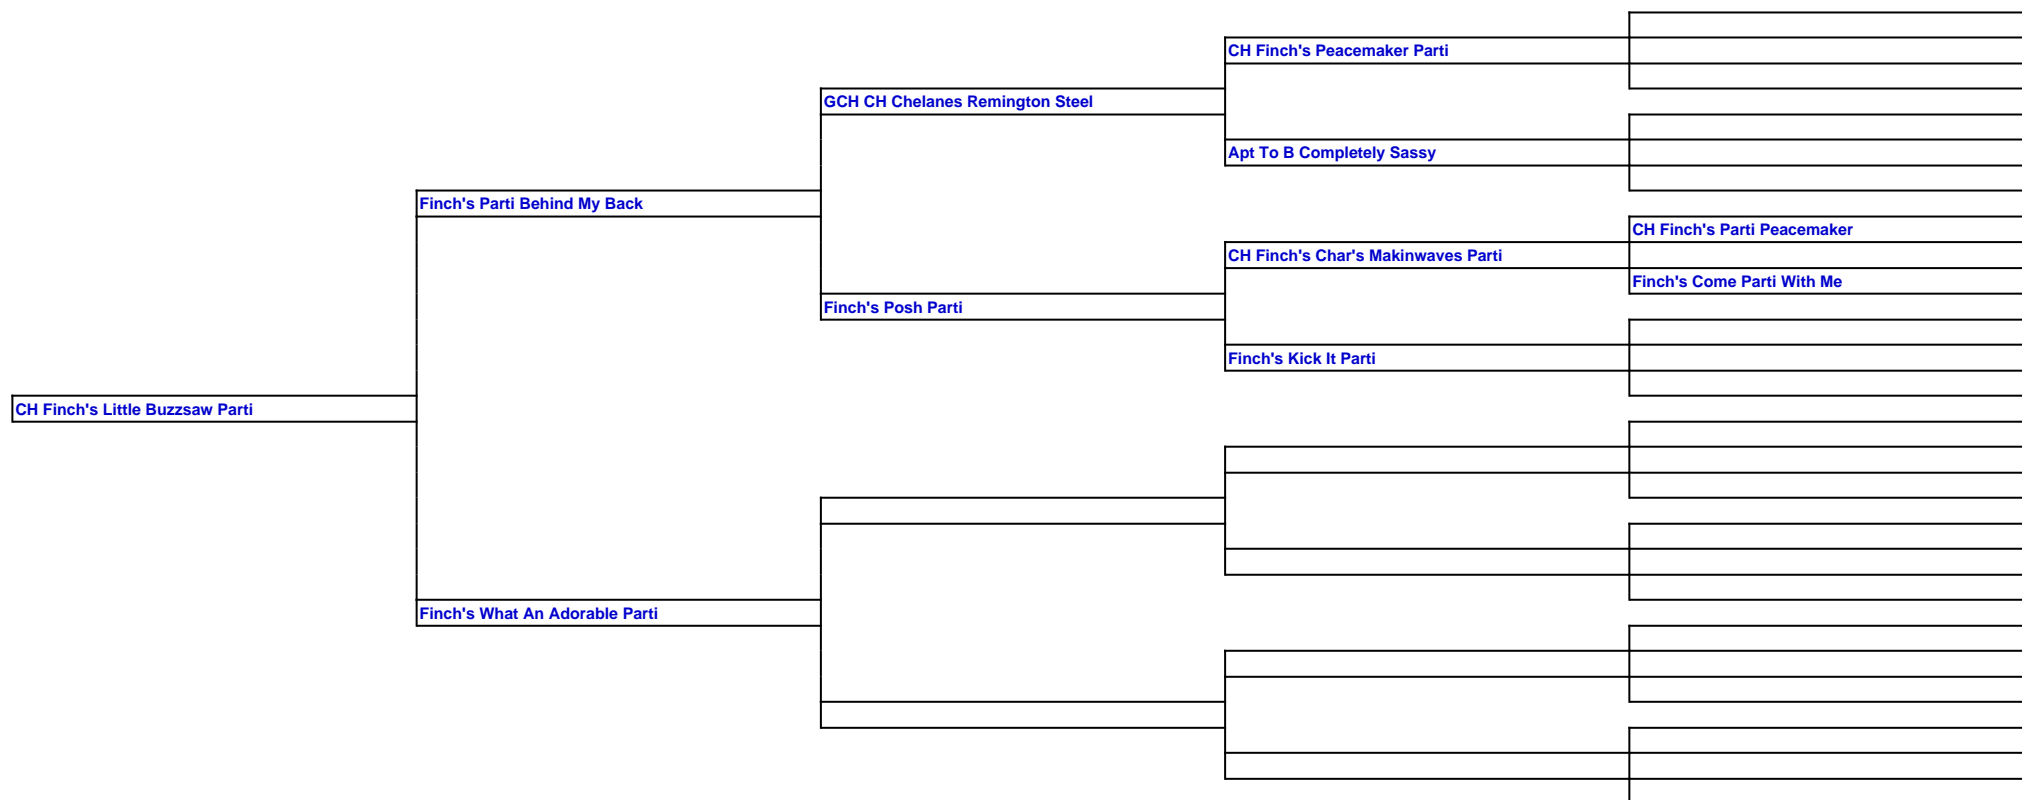 CH Finch's Peacemaker Parti
GCH CH Chelanes Remington Steel
Apt To B Completely Sassy
Finch's Parti Behind My Back
CH Finch's Parti Peacemaker
CH Finch's Char's Makinwaves Parti
Finch's Come Parti With Me
Finch's Posh Parti
Finch's Kick It Parti
CH Finch's Little Buzzsaw Parti
Finch's What An Adorable Parti